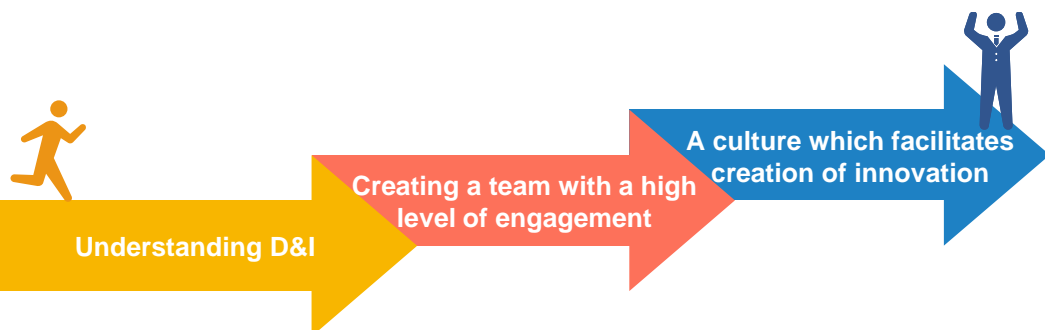 Understanding D&I
Creating a team with a high
level of engagement
A culture which facilitates
creation of innovation